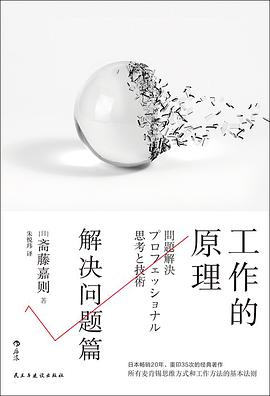 工作的
原理
問題解決
プロフェッショナル
思考と技術
解决问题篇
[日]斋藤嘉则 著
朱悦玮 译
日本畅销20年，重印35次的经典著作
所有麦肯锡思维方式和工作方法的基本法则
后浪
民主与建设出版社